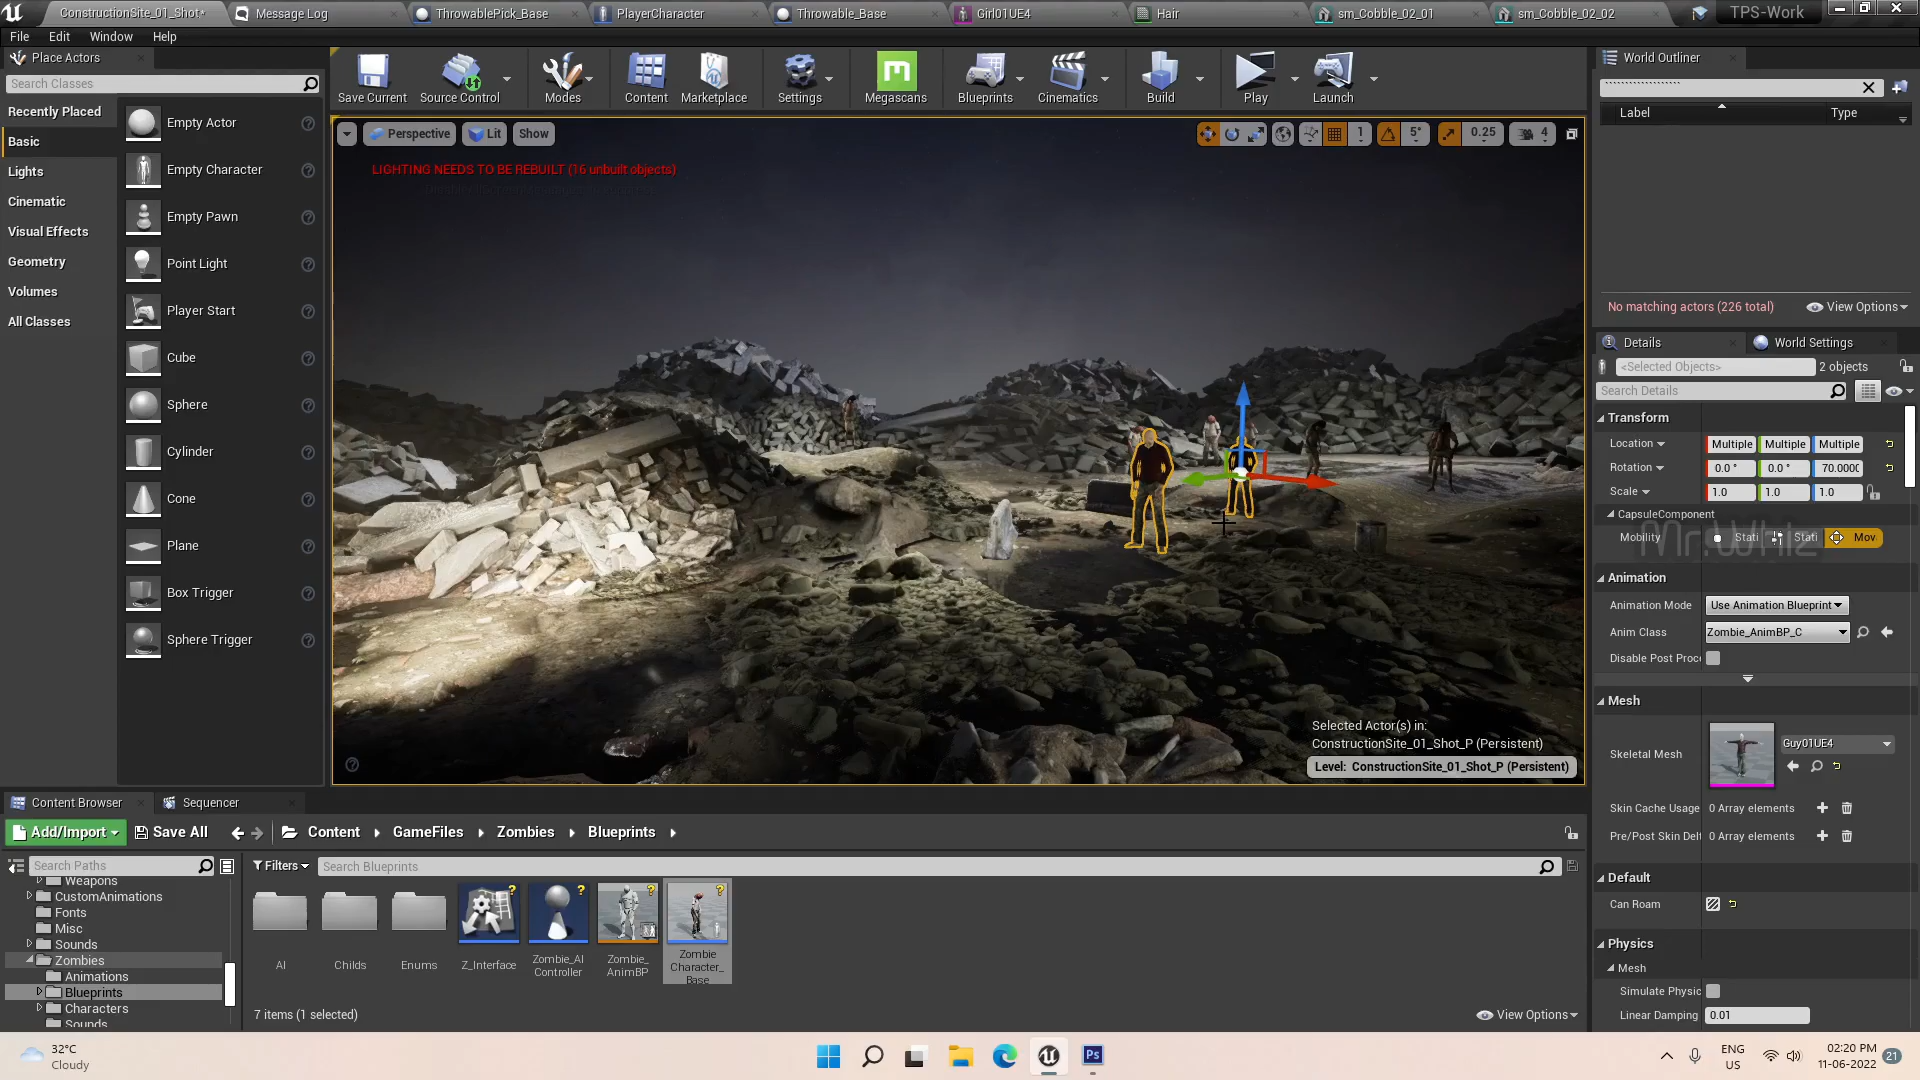 ConstructionSite_01_Shot*
Message Log
ThrowablePick_Base
PlayerCharacter
Throwable_Base
Girl01UE4
Hair
sm_Cobble_02_01
sm_Cobble_02_02
TPS-Work
File Edit Window Help
Place Actors
Search Classes
Recently Placed
Basic
Lights
Cinematic
Visual Effects
Geometry
Volumes
All Classes
Empty Actor
Empty Character
Empty Pawn
Point Light
Player Start
Cube
Sphere
Cylinder
Cone
Plane
Box Trigger
Sphere Trigger
Save Current
Source Control
Modes
Content
Marketplace
Settings
Megascans
Blueprints
Cinematics
Build
Play
Launch
Perspective Lit Show
1 5° 0.25 4
LIGHTING NEEDS TO BE REBUILT (16 unbuilt objects)
Selected Actor(s) in:
ConstructionSite_01_Shot_P (Persistent)
Level: ConstructionSite_01_Shot_P (Persistent)
World Outliner
Label Type
No matching actors (226 total) View Options
Details World Settings
<Selected Objects> 2 objects
Search Details
Transform
Location Multiple Multiple Multiple
Rotation 0.0 ° 0.0 ° 70.000
Scale 1.0 1.0 1.0
CapsuleComponent
Mr.Whiz
Mobility Stati Stati Mov
Animation
Animation Mode Use Animation Blueprint
Anim Class Zombie_AnimBP_C
Disable Post Proc
Mesh
Skeletal Mesh Guy01UE4
Skin Cache Usage 0 Array elements
Pre/Post Skin Delt 0 Array elements
Default
Can Roam
Physics
Mesh
Simulate Physic
Linear Damping 0.01
Content Browser Sequencer
Add/Import Save All Content GameFiles Zombies Blueprints
Search Paths
Filters Search Blueprints
Weapons
CustomAnimations
Fonts
Misc
Sounds
Zombies
Animations
Blueprints
Characters
Sounds
AI
Childs
Enums
Z_Interface
Zombie_AI
Controller
Zombie_
AnimBP
Zombie
Character_
Base
7 items (1 selected) View Options
32°C
Cloudy
Ps
ENG
US
02:20 PM
11-06-2022
21